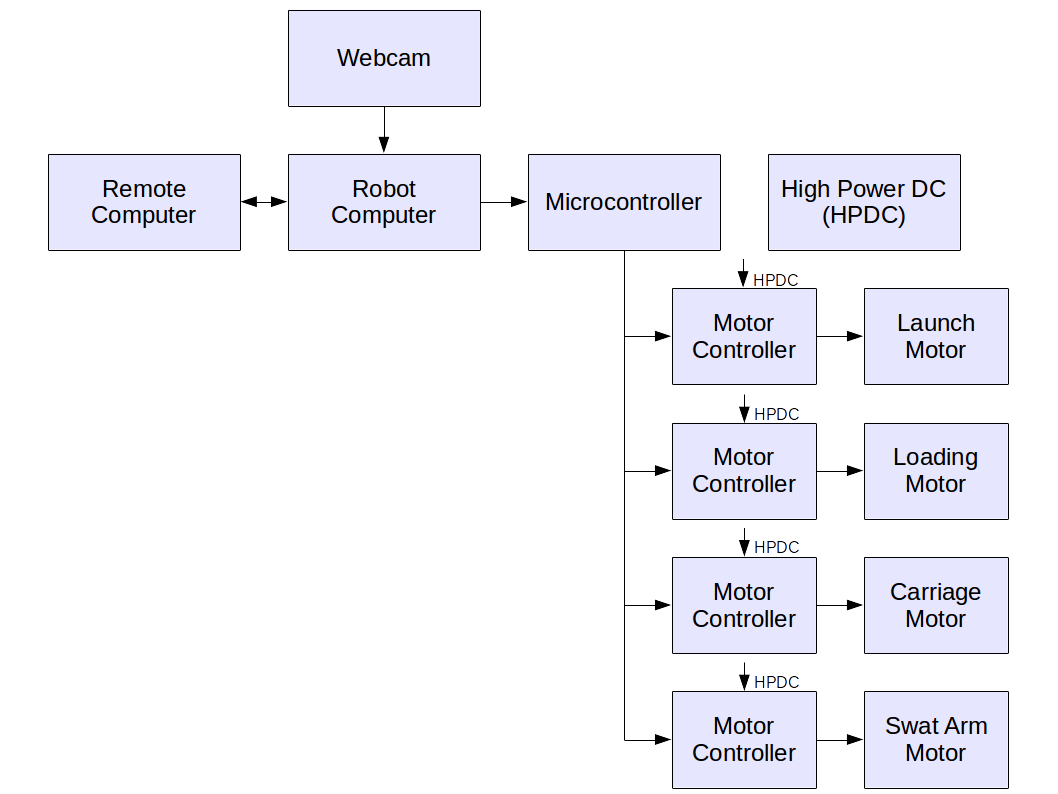 Webcam
Remote
Computer
Robot
Computer
Microcontroller
High Power DC
(HPDC)
HPDC
Motor
Controller
Launch
Motor
HPDC
Motor
Controller
Loading
Motor
HPDC
Motor
Controller
Carriage
Motor
HPDC
Motor
Controller
Swat Arm
Motor